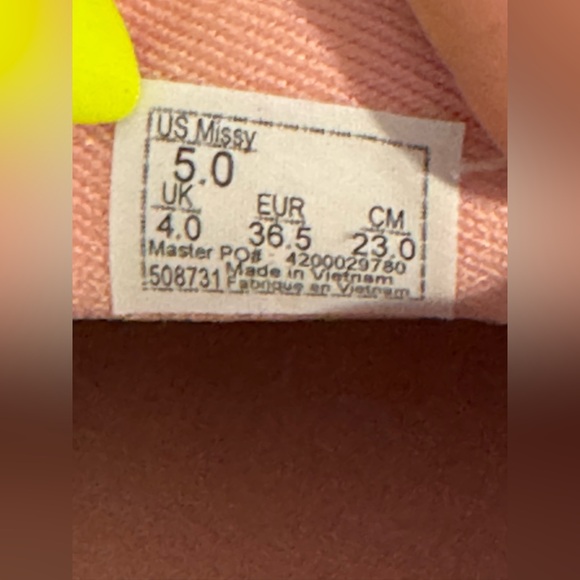 US Missy
5.0
UK EUR CM
4.0 36.5 23.0
Master PO# - 4200029780
508731 Made in Vietnam
Fabrique en Vietnam